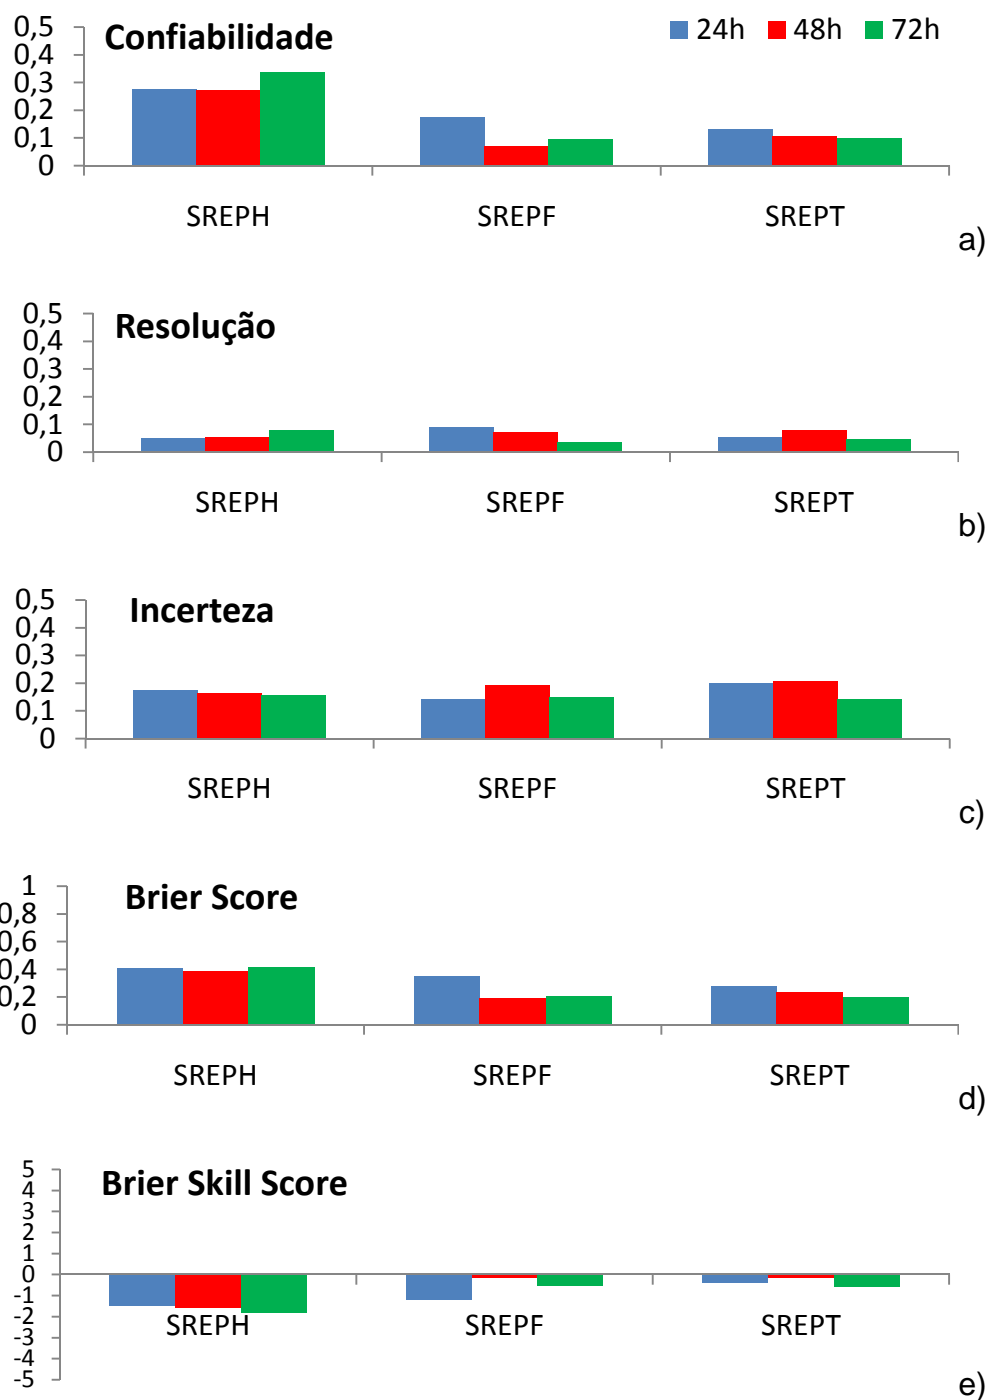 Confiabilidade
24h 48h 72h
0,5
0,4
0,3
0,2
0,1
0
SREPH SREPF SREPT
a)
Resolução
0,5
0,4
0,3
0,2
0,1
0
SREPH SREPF SREPT
b)
Incerteza
0,5
0,4
0,3
0,2
0,1
0
SREPH SREPF SREPT
c)
Brier Score
1
0,8
0,6
0,4
0,2
0
SREPH SREPF SREPT
d)
Brier Skill Score
5
4
3
2
1
0
-1
-2
-3
-4
-5
SREPH SREPF SREPT
e)